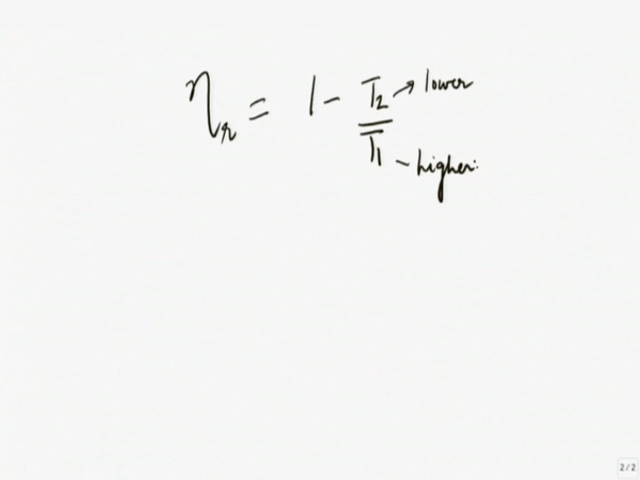 η_r = 1 - T₂/T₁
→ lower
- higher:
2/2